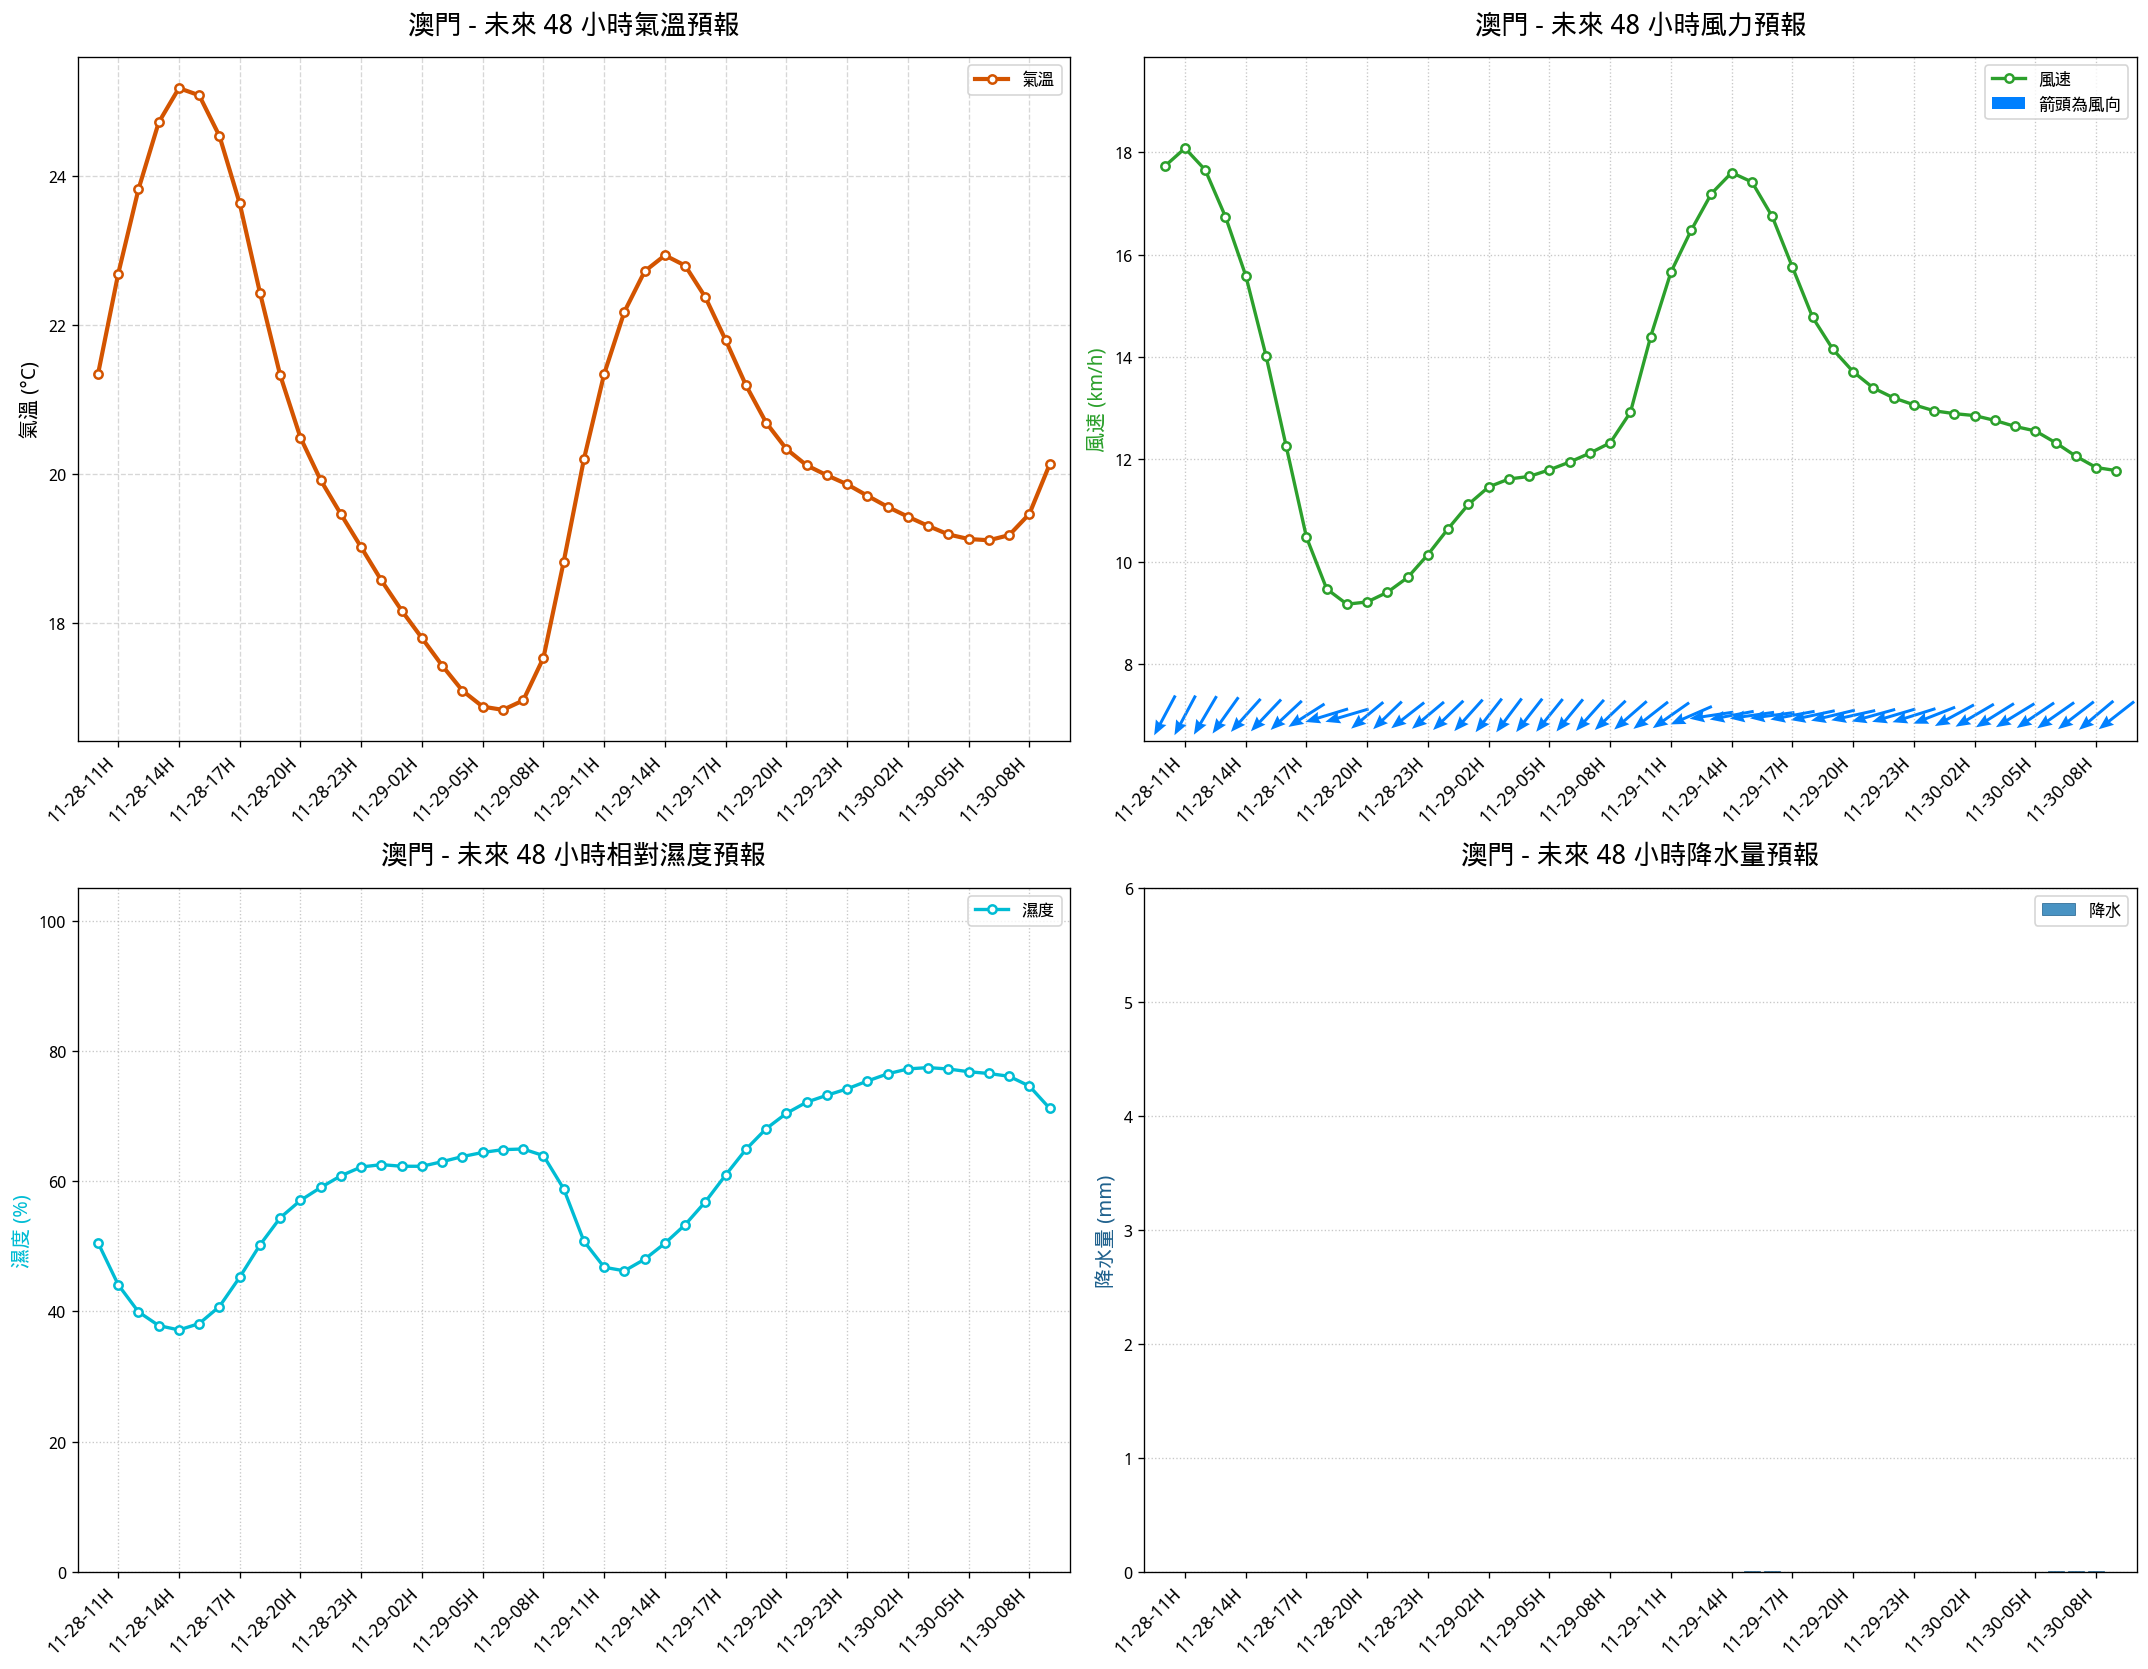 澳門 - 未來 48 小時氣溫預報
氣溫
氣溫 (°C)
24
22
20
18
11-28-11H
11-28-14H
11-28-17H
11-28-20H
11-28-23H
11-29-02H
11-29-05H
11-29-08H
11-29-11H
11-29-14H
11-29-17H
11-29-20H
11-29-23H
11-30-02H
11-30-05H
11-30-08H
澳門 - 未來 48 小時風力預報
風速
箭頭為風向
風速 (km/h)
18
16
14
12
10
8
11-28-11H
11-28-14H
11-28-17H
11-28-20H
11-28-23H
11-29-02H
11-29-05H
11-29-08H
11-29-11H
11-29-14H
11-29-17H
11-29-20H
11-29-23H
11-30-02H
11-30-05H
11-30-08H
澳門 - 未來 48 小時相對濕度預報
濕度
濕度 (%)
100
80
60
40
20
0
11-28-11H
11-28-14H
11-28-17H
11-28-20H
11-28-23H
11-29-02H
11-29-05H
11-29-08H
11-29-11H
11-29-14H
11-29-17H
11-29-20H
11-29-23H
11-30-02H
11-30-05H
11-30-08H
澳門 - 未來 48 小時降水量預報
降水
降水量 (mm)
6
5
4
3
2
1
0
11-28-11H
11-28-14H
11-28-17H
11-28-20H
11-28-23H
11-29-02H
11-29-05H
11-29-08H
11-29-11H
11-29-14H
11-29-17H
11-29-20H
11-29-23H
11-30-02H
11-30-05H
11-30-08H